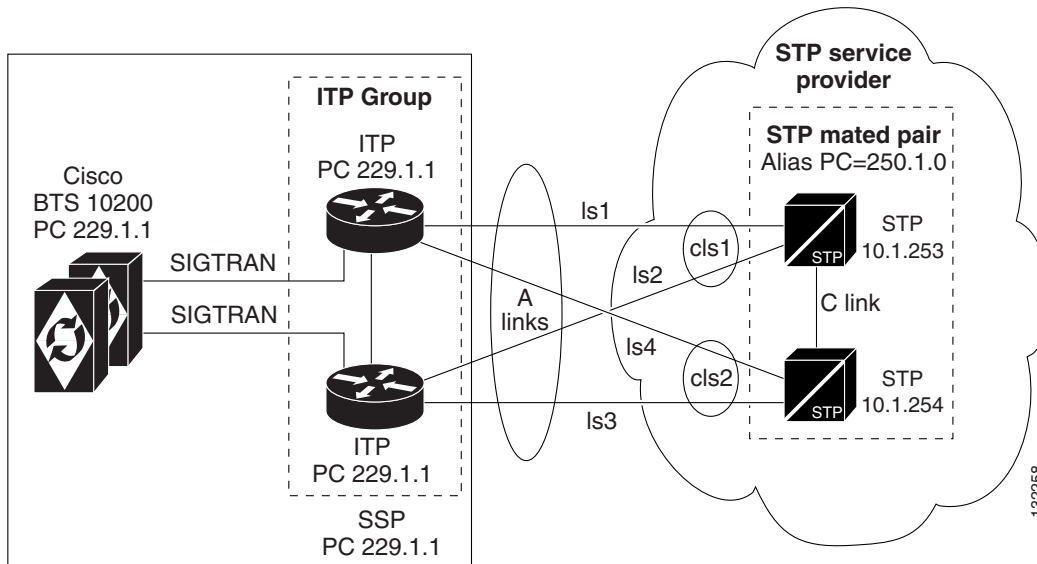 STP service
provider
ITP Group
STP mated pair
Alias PC=250.1.0
ITP
PC 229.1.1
Cisco
BTS 10200
PC 229.1.1
ls1
cls1
STP
STP
10.1.253
SIGTRAN
ls2
A
links
C link
SIGTRAN
ls4
cls2
STP
STP
10.1.254
ls3
ITP
PC 229.1.1
SSP
PC 229.1.1
132258